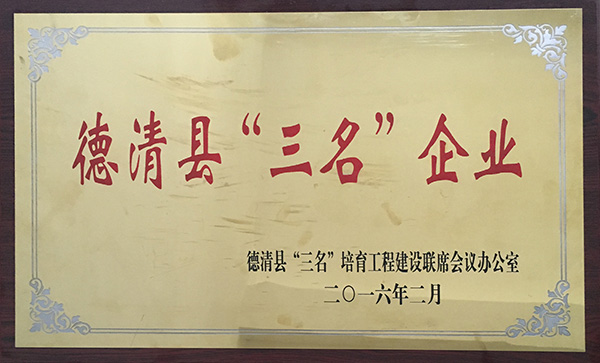 德清县“三名”企业
德清县“三名”培育工程建设联席会议办公室
二〇一六年二月